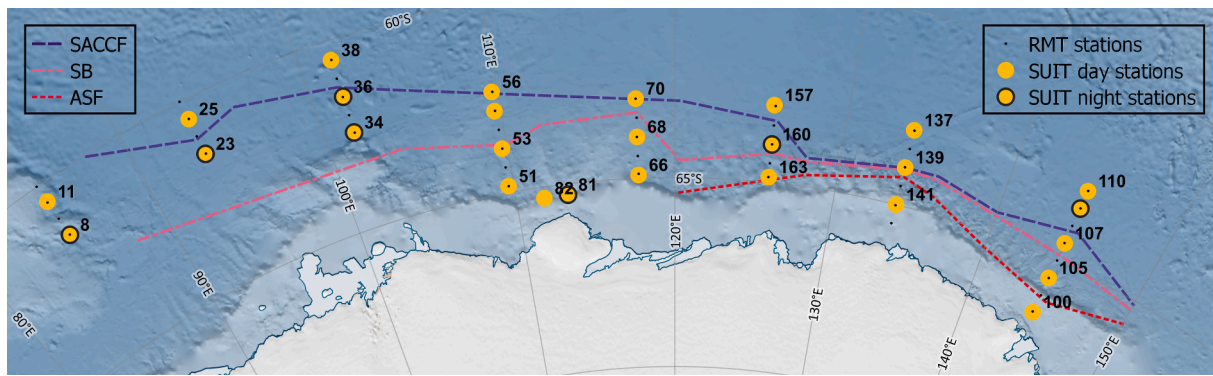 SACCF
SB
ASF
RMT stations
SUIT day stations
SUIT night stations
60°S
38
110°E
56
36
70
157
25
34
137
23
53
68
160
139
66
163
65°S
51
82
81
141
110
11
8
100°E
120°E
107
90°E
105
100
80°E
130°E
140°E
150°E